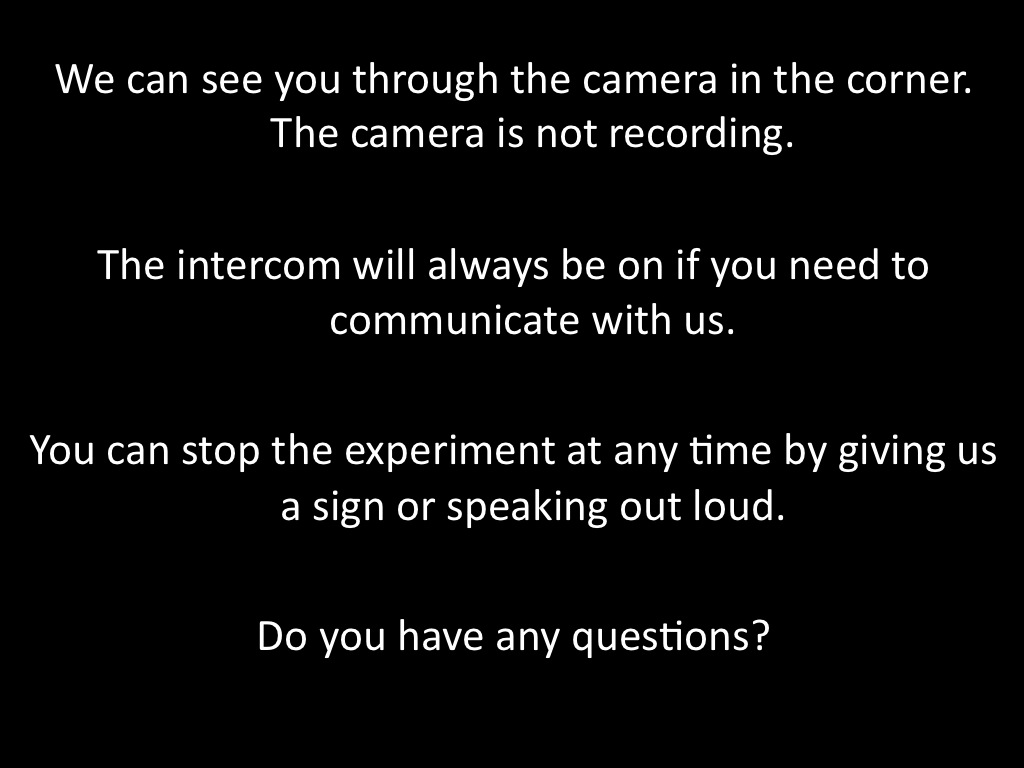 We can see you through the camera in the corner.
The camera is not recording.
The intercom will always be on if you need to
communicate with us.
You can stop the experiment at any time by giving us
a sign or speaking out loud.
Do you have any questions?